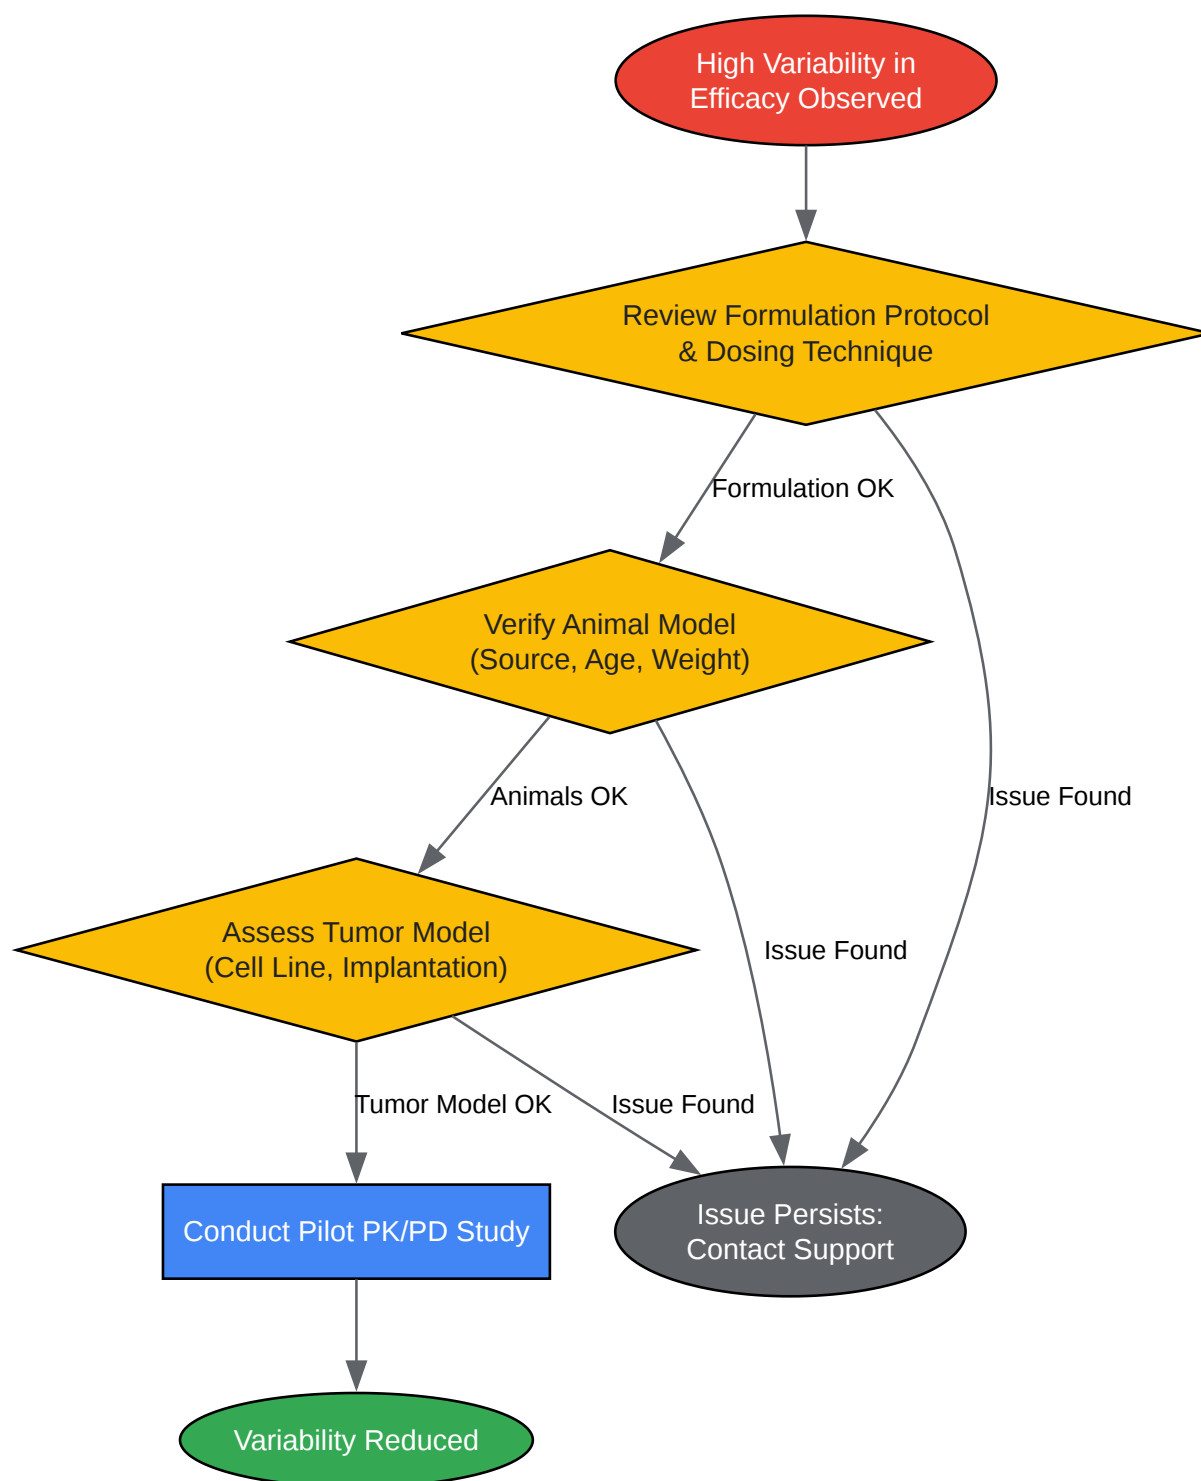 High Variability in
Efficacy Observed
Review Formulation Protocol
& Dosing Technique
Formulation OK
Verify Animal Model
(Source, Age, Weight)
Animals OK
Issue Found
Assess Tumor Model
(Cell Line, Implantation)
Issue Found
Tumor Model OK
Issue Found
Conduct Pilot PK/PD Study
Issue Persists:
Contact Support
Variability Reduced